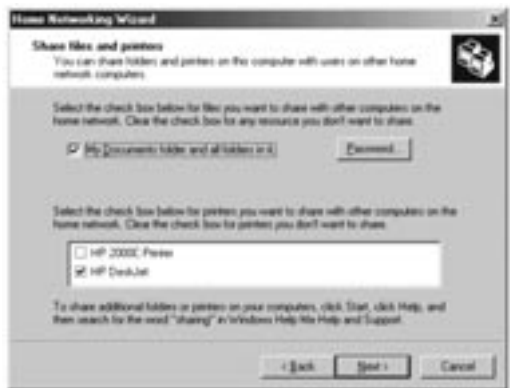 Home Networking Wizard
Share files and printers
You can share folders and printers on this computer with users on other home
network computers.
Select the check box below for files you want to share with other computers on the
home network. Clear the check box for any resource you don't want to share.
My Documents folder and all folders in it.
Password...
Select the check box below for printers you want to share with other computers on the
home network. Clear the check box for printers you don't want to share.
HP 2000C Printer
HP DeskJet
To share additional folders or printers on your computers, click Start, click Help, and
then search for the word "sharing" in Windows Help Me Help and Support.
< Back
Next >
Cancel